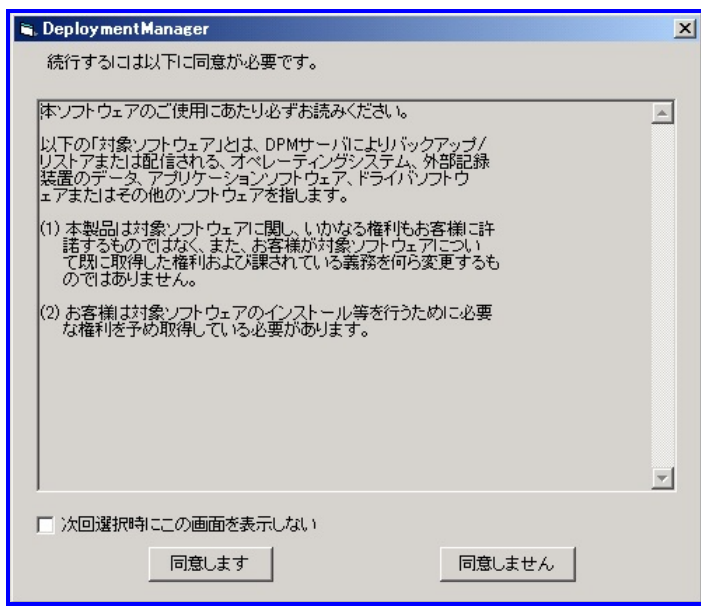 DeploymentManager
続行するには以下に同意が必要です。
本ソフトウェアのご使用にあたり必ずお読みください。
以下の「対象ソフトウェア」とは、DPMサーバによりバックアップ/
リストアまたは配信される、オペレーティングシステム、外部記録
装置のデータ、アプリケーションソフトウェア、ドライバソフトウ
ェアまたはその他のソフトウェアを指します。
(1) 本製品は対象ソフトウェアに関し、いかなる権利もお客様に許
諾するものではなく、また、お客様が対象ソフトウェアについ
て既に取得した権利および課されている義務を何ら変更するも
のではありません。
(2) お客様は対象ソフトウェアのインストール等を行うために必要
な権利を予め取得している必要があります。
次回選択時にこの画面を表示しない
同意します
同意しません